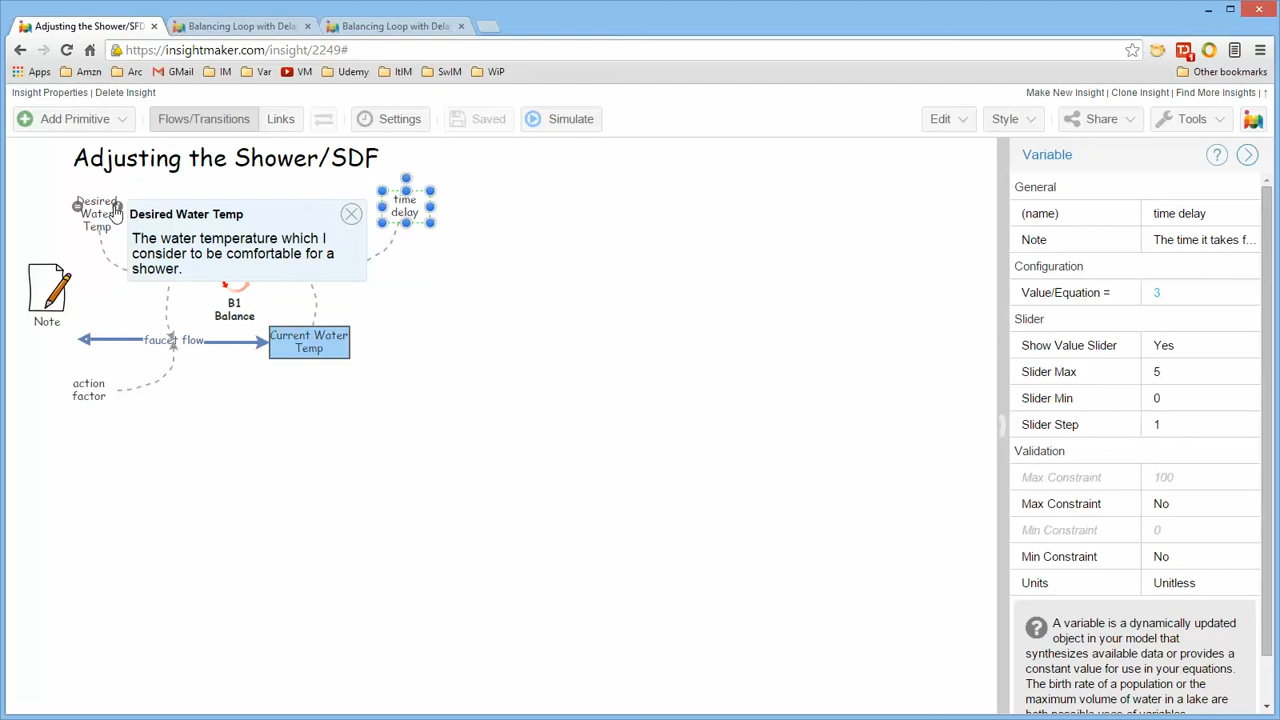 Adjusting the Shower/SFD
Balancing Loop with Dela
Balancing Loop with Dela
https://insightmaker.com/insight/2249#
Apps Amzn Arc GMail IM Var VM Udemy ItIM SwIM WiP Other bookmarks
Insight Properties | Delete Insight
Make New Insight | Clone Insight | Find More Insights | ↑
Add Primitive Flows/Transitions Links Settings Saved Simulate Edit Style Share Tools
Adjusting the Shower/SDF
Desired
Water
Temp
Desired Water Temp
The water temperature which I
consider to be comfortable for a
shower.
time
delay
Note
B1
Balance
faucet flow
Current Water
Temp
action
factor
Variable
General
(name) time delay
Note The time it takes f...
Configuration
Value/Equation = 3
Slider
Show Value Slider Yes
Slider Max 5
Slider Min 0
Slider Step 1
Validation
Max Constraint 100
Max Constraint No
Min Constraint 0
Min Constraint No
Units Unitless
A variable is a dynamically updated
object in your model that
synthesizes available data or provides a
constant value for use in your equations.
The birth rate of a population or the
maximum volume of water in a lake are
both possible uses of variables